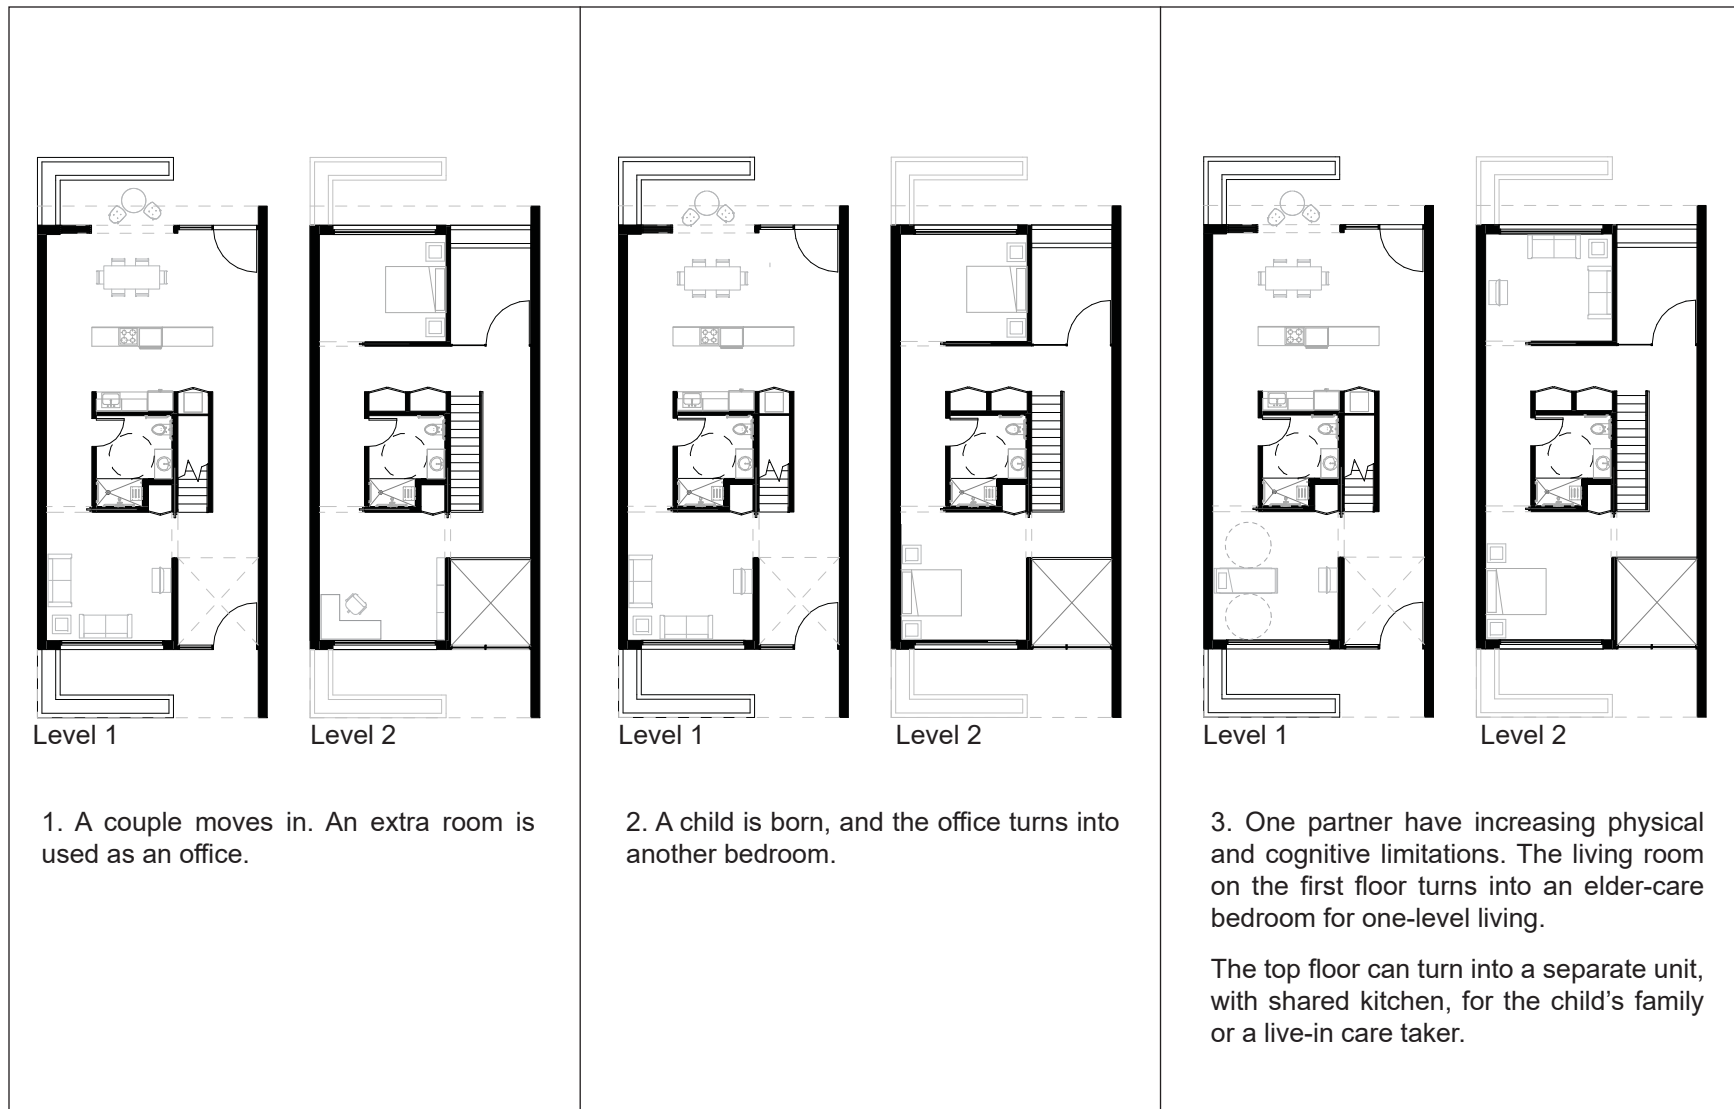 Level 1
Level 2
1. A couple moves in. An extra room is
used as an office.
Level 1
Level 2
2. A child is born, and the office turns into
another bedroom.
Level 1
Level 2
3. One partner have increasing physical
and cognitive limitations. The living room
on the first floor turns into an elder-care
bedroom for one-level living.
The top floor can turn into a separate unit,
with shared kitchen, for the child’s family
or a live-in care taker.